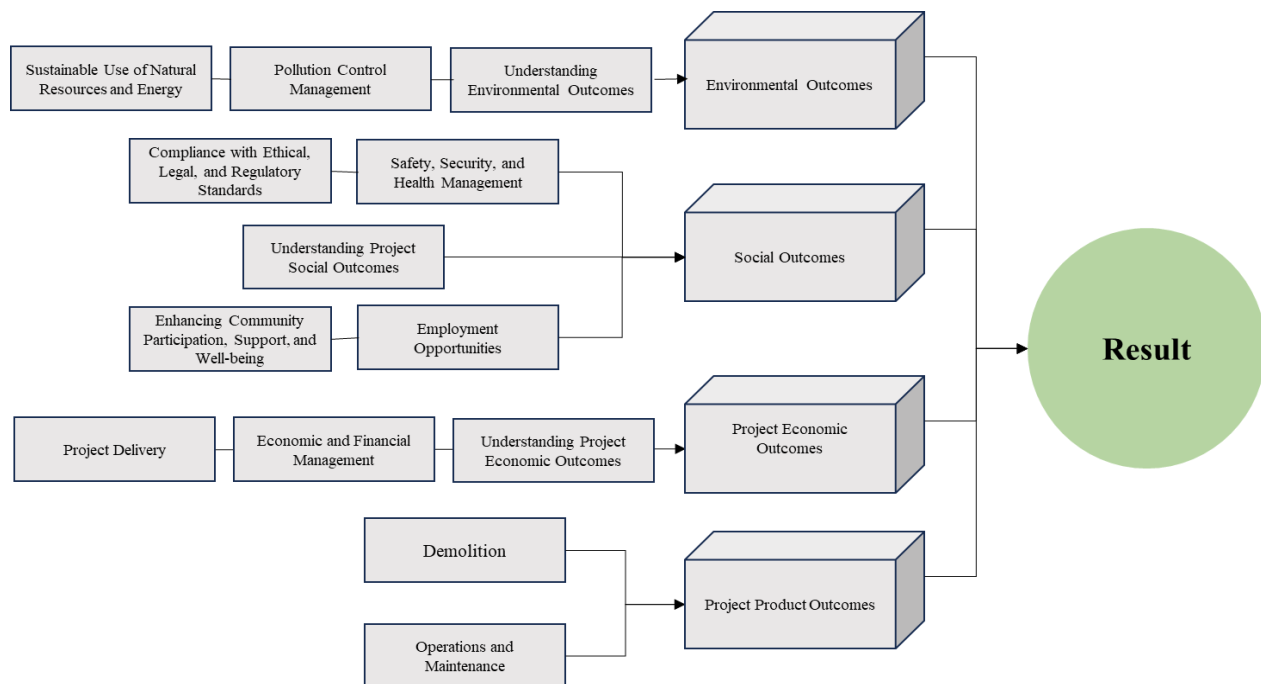 Sustainable Use of Natural
Resources and Energy
Pollution Control
Management
Understanding
Environmental Outcomes
Environmental Outcomes
Compliance with Ethical,
Legal, and Regulatory
Standards
Safety, Security, and
Health Management
Understanding Project
Social Outcomes
Social Outcomes
Enhancing Community
Participation, Support, and
Well-being
Employment
Opportunities
Result
Project Delivery
Economic and Financial
Management
Understanding Project
Economic Outcomes
Project Economic
Outcomes
Demolition
Operations and
Maintenance
Project Product Outcomes